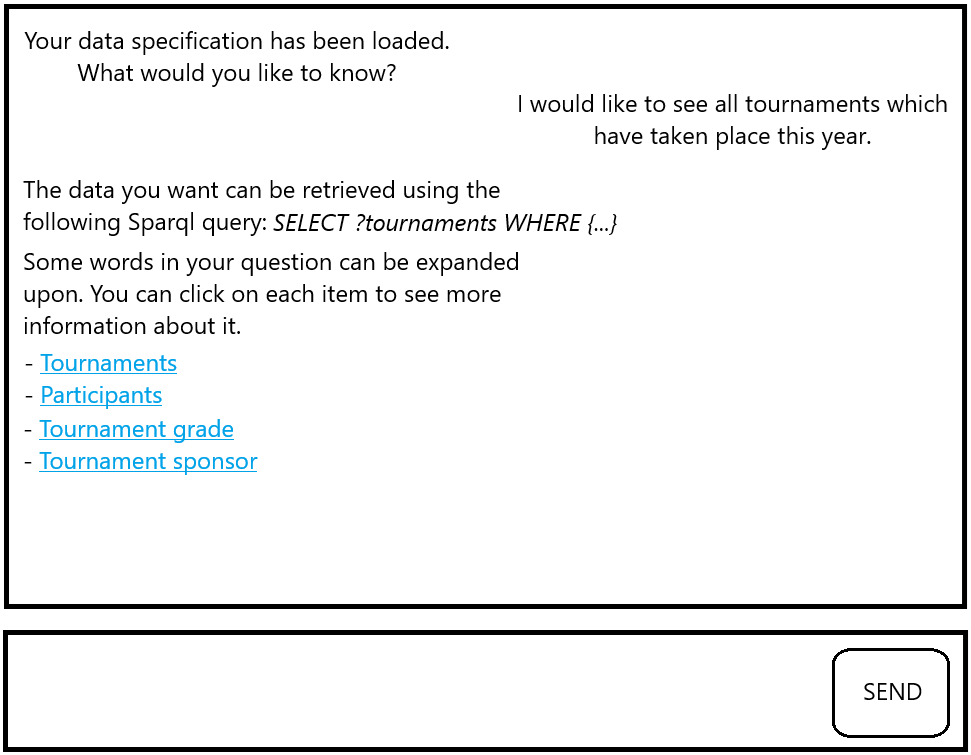 Your data specification has been loaded.
What would you like to know?
I would like to see all tournaments which
have taken place this year.
The data you want can be retrieved using the
following Sparql query: SELECT ?tournaments WHERE {...}
Some words in your question can be expanded
upon. You can click on each item to see more
information about it.
- Tournaments
- Participants
- Tournament grade
- Tournament sponsor
SEND